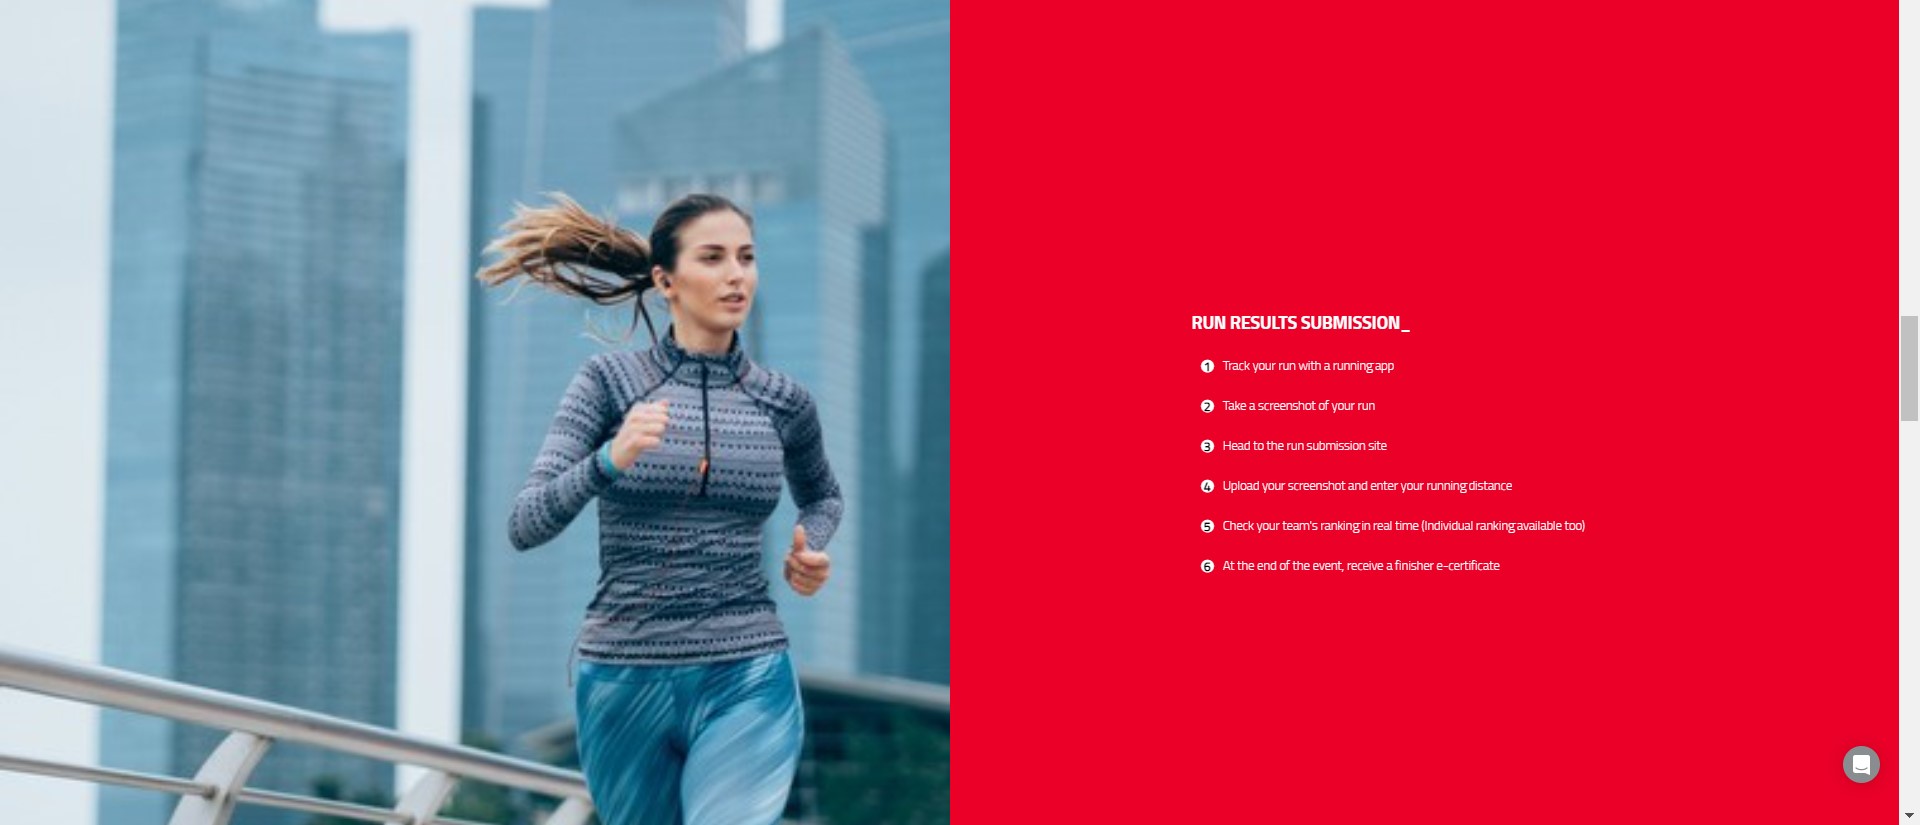 RUN RESULTS SUBMISSION_
1 Track your run with a running app
2 Take a screenshot of your run
3 Head to the run submission site
4 Upload your screenshot and enter your running distance
5 Check your team's ranking in real time (Individual ranking available too)
6 At the end of the event, receive a finisher e-certificate